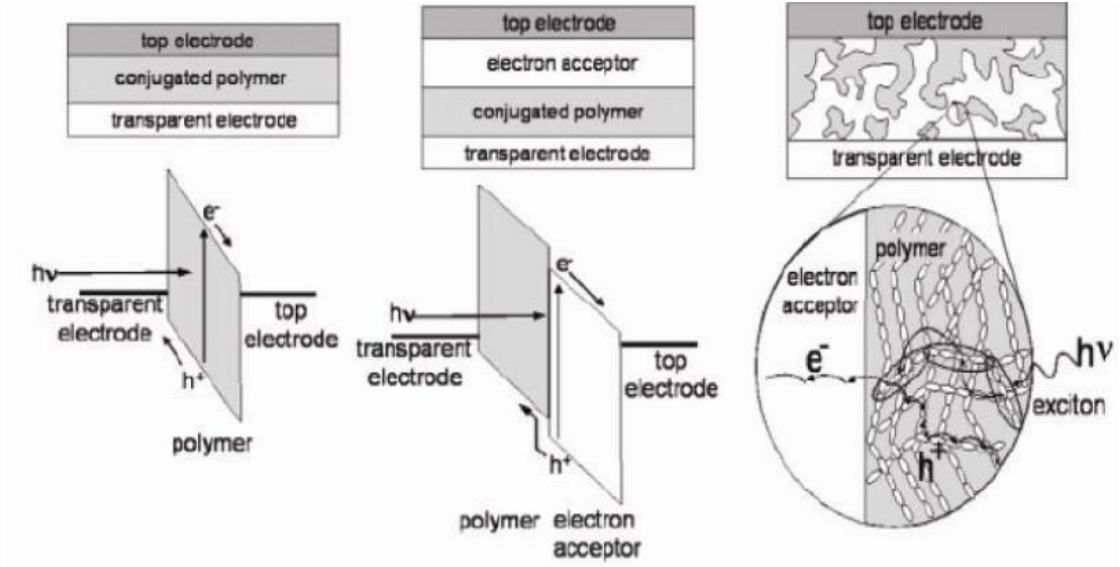 top electrode
conjugated polymer
transparent electrode
e-
hν
transparent
electrode
top
electrode
h+
polymer
top electrode
electron acceptor
conjugated polymer
transparent electrode
e-
hν
transparent
electrode
top
electrode
h+
polymer electron
acceptor
top electrode
transparent electrode
polymer
electron
acceptor
e-
hν
exciton
h+